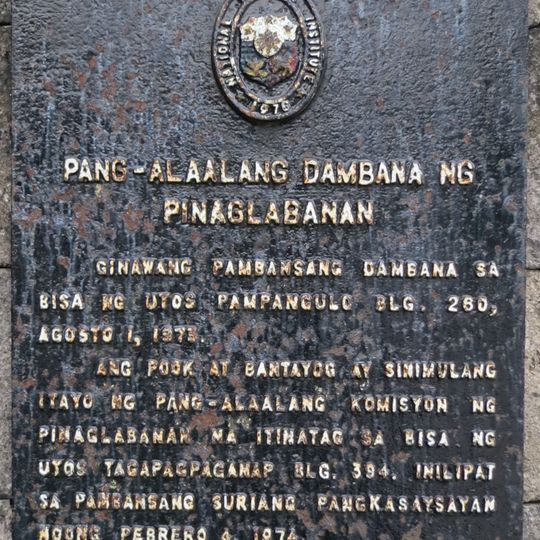 NATIONAL INSTITUTE
1978
PANG-ALAALANG DAMBANA NG
PINAGLABANAN
GINAWANG PAMBANSANG DAMBANA SA
BISA NG UTOS PAMPANGULO BLG. 260,
AGOSTO 1, 1973.
ANG POOK AT BANTAYOG AY SINIMULANG
ITAYO NG PANG-ALAALANG KOMISYON NG
PINAGLABANAN NA ITINATAG SA BISA NG
UTOS TAGAPAGPAGANAP BLG. 394. INILIPAT
SA PAMBANSANG SURIANG PANGKASAYSAYAN
NOONG PEBRERO 4, 1974